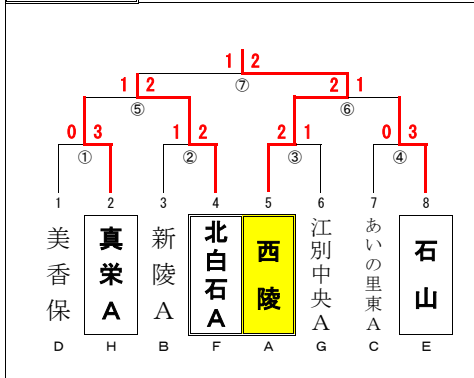 1 2
⑦
1 2 2 1
⑤ ⑥
0 3 1 2 2 1 0 3
① ② ③ ④
1 2 3 4 5 6 7 8
美香保
真栄A
新陵A
北白石A
西陵
江別中央A
あいの里東A
石山
D H B F A G C E